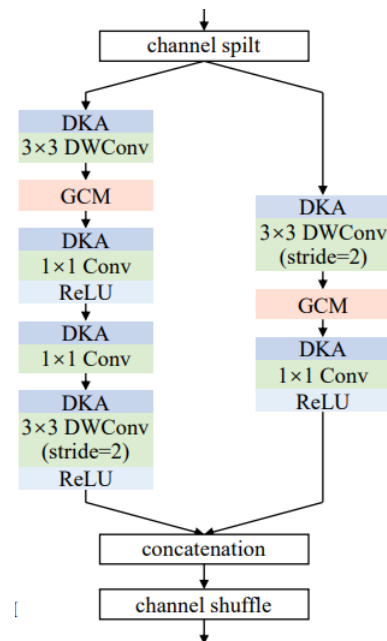 channel spilt
DKA
3×3 DWConv
GCM
DKA
1×1 Conv
ReLU
DKA
1×1 Conv
DKA
3×3 DWConv
(stride=2)
ReLU
DKA
3×3 DWConv
(stride=2)
GCM
DKA
1×1 Conv
ReLU
concatenation
channel shuffle